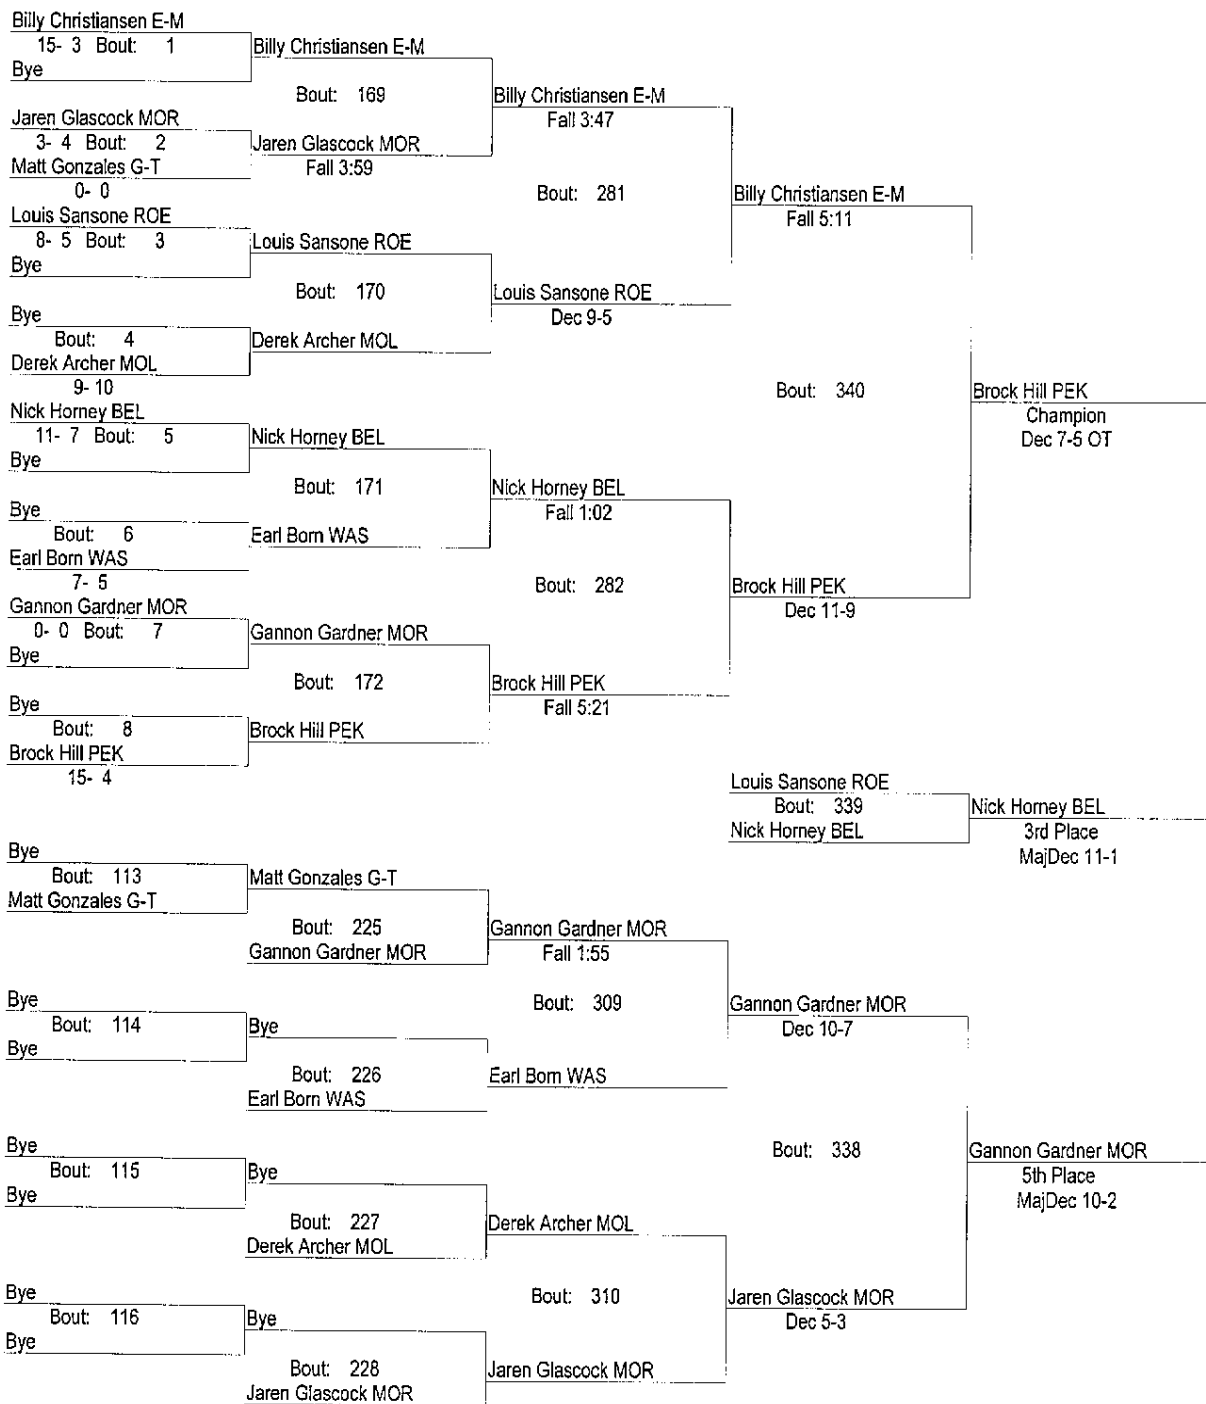 Billy Christiansen E-M
15- 3 Bout: 1
Bye
Billy Christiansen E-M
Bout: 169
Billy Christiansen E-M
Fall 3:47
Jaren Glascock MOR
3- 4 Bout: 2
Matt Gonzales G-T
0- 0
Jaren Glascock MOR
Fall 3:59
Bout: 281
Billy Christiansen E-M
Fall 5:11
Louis Sansone ROE
8- 5 Bout: 3
Bye
Louis Sansone ROE
Bout: 170
Louis Sansone ROE
Dec 9-5
Bye
Bout: 4
Derek Archer MOL
9- 10
Derek Archer MOL
Bout: 340
Brock Hill PEK
Champion
Dec 7-5 OT
Nick Horney BEL
11- 7 Bout: 5
Bye
Nick Horney BEL
Bout: 171
Nick Horney BEL
Fall 1:02
Bye
Bout: 6
Earl Born WAS
7- 5
Earl Born WAS
Bout: 282
Brock Hill PEK
Dec 11-9
Gannon Gardner MOR
0- 0 Bout: 7
Bye
Gannon Gardner MOR
Bout: 172
Brock Hill PEK
Fall 5:21
Bye
Bout: 8
Brock Hill PEK
15- 4
Brock Hill PEK
Louis Sansone ROE
Bout: 339
Nick Horney BEL
Nick Horney BEL
3rd Place
MajDec 11-1
Bye
Bout: 113
Matt Gonzales G-T
Matt Gonzales G-T
Bout: 225
Gannon Gardner MOR
Gannon Gardner MOR
Fall 1:55
Bye
Bout: 114
Bye
Bye
Bout: 226
Earl Born WAS
Earl Born WAS
Bout: 309
Gannon Gardner MOR
Dec 10-7
Bye
Bout: 115
Bye
Bye
Bout: 227
Derek Archer MOL
Derek Archer MOL
Bout: 338
Gannon Gardner MOR
5th Place
MajDec 10-2
Bye
Bout: 116
Bye
Bye
Bout: 228
Jaren Glascock MOR
Jaren Glascock MOR
Bout: 310
Jaren Glascock MOR
Dec 5-3